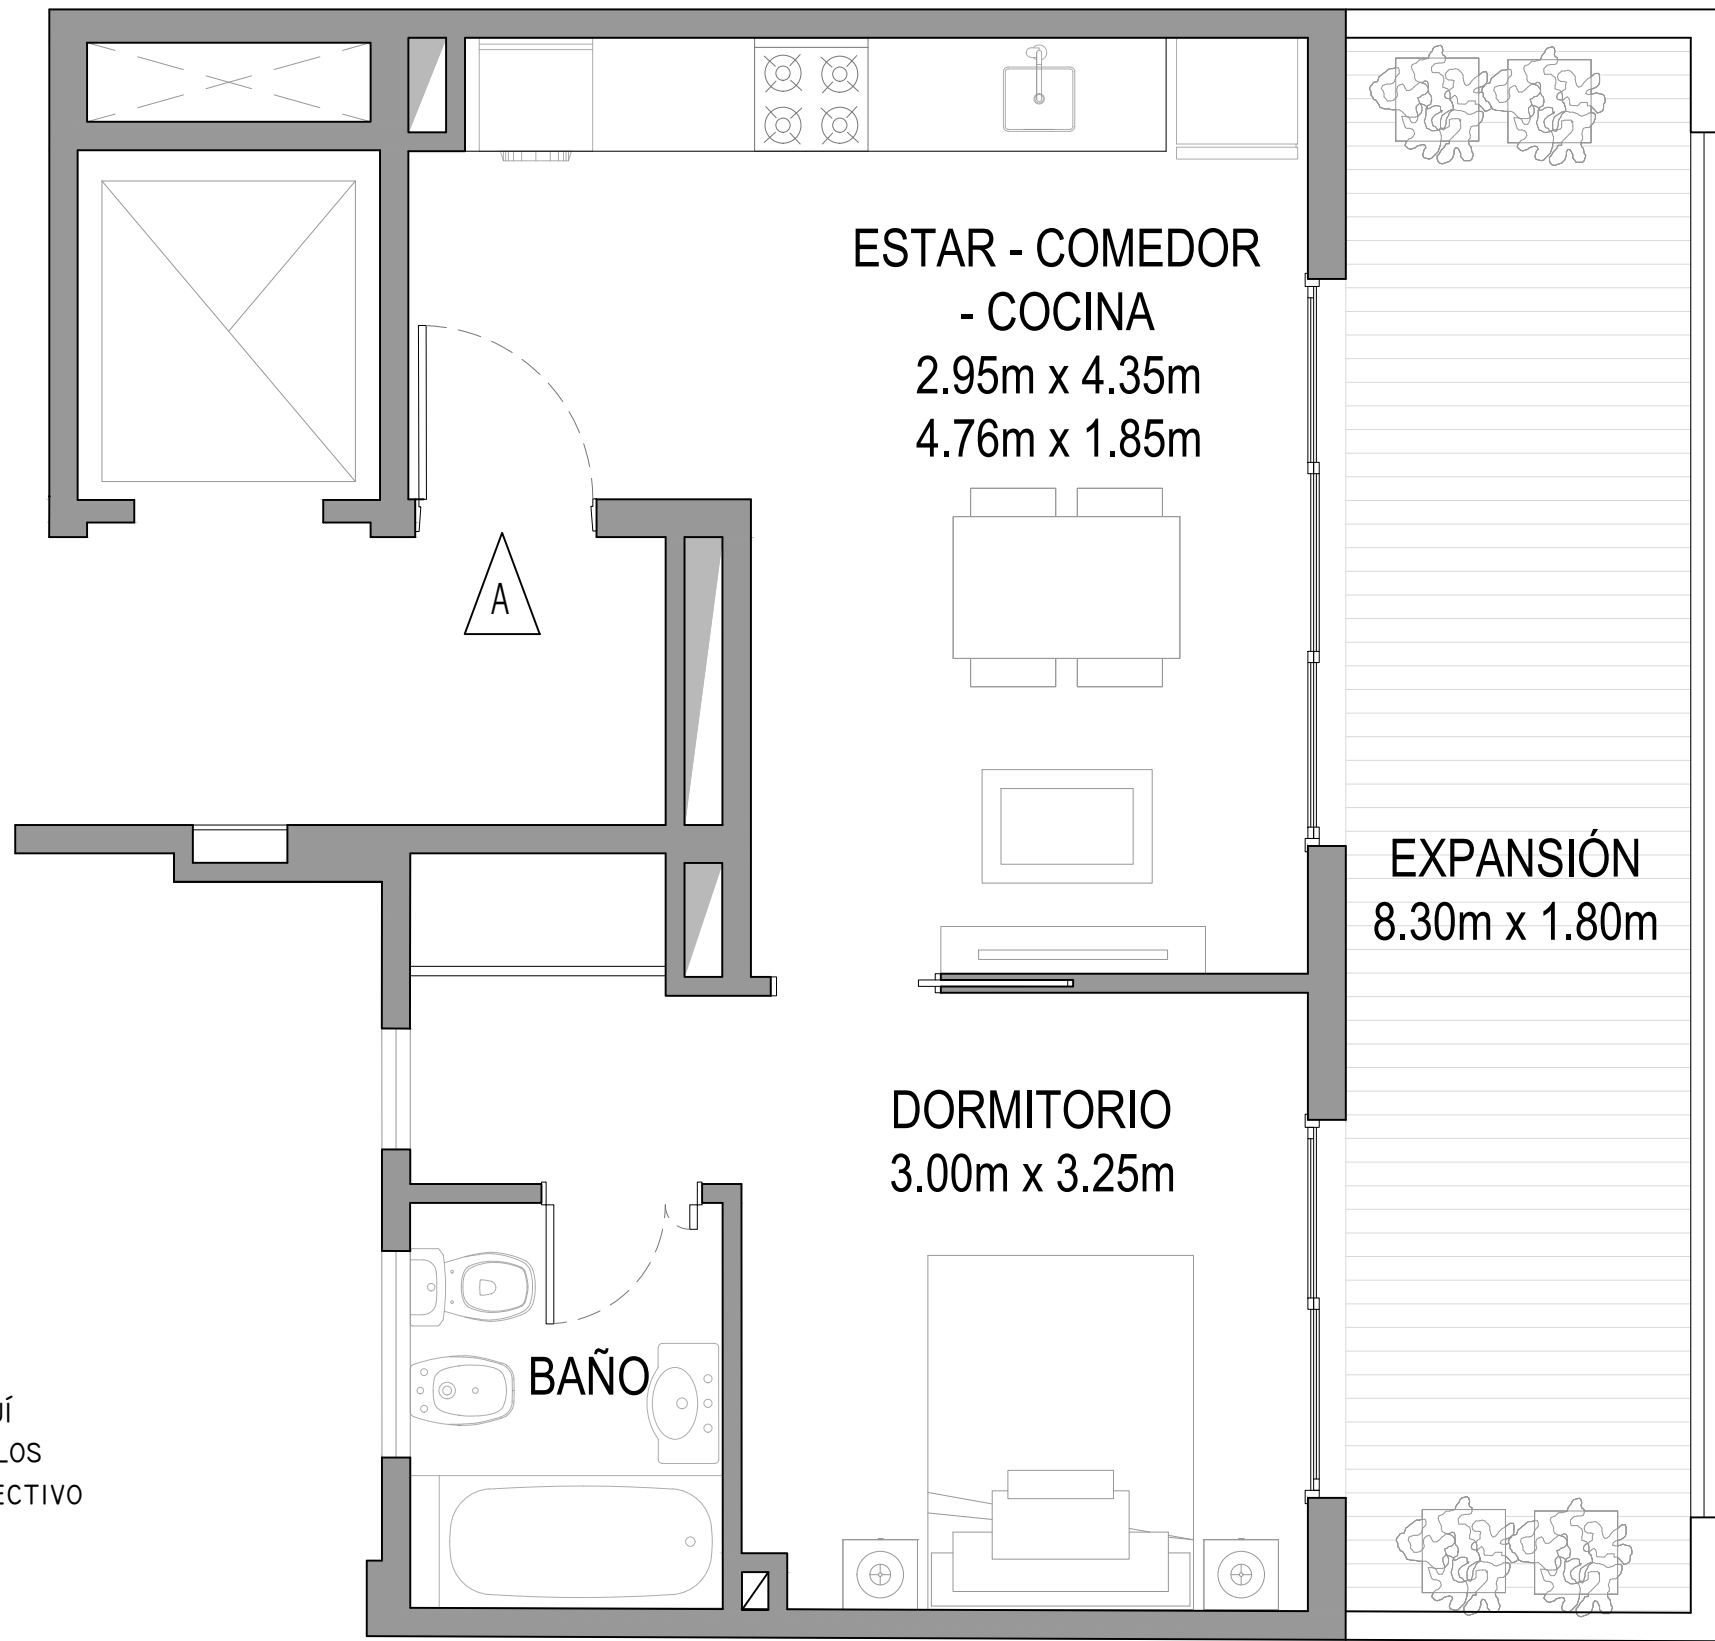 ESTAR - COMEDOR
- COCINA
2.95m x 4.35m
4.76m x 1.85m
A
EXPANSIÓN
8.30m x 1.80m
DORMITORIO
3.00m x 3.25m
BAÑO
LOS